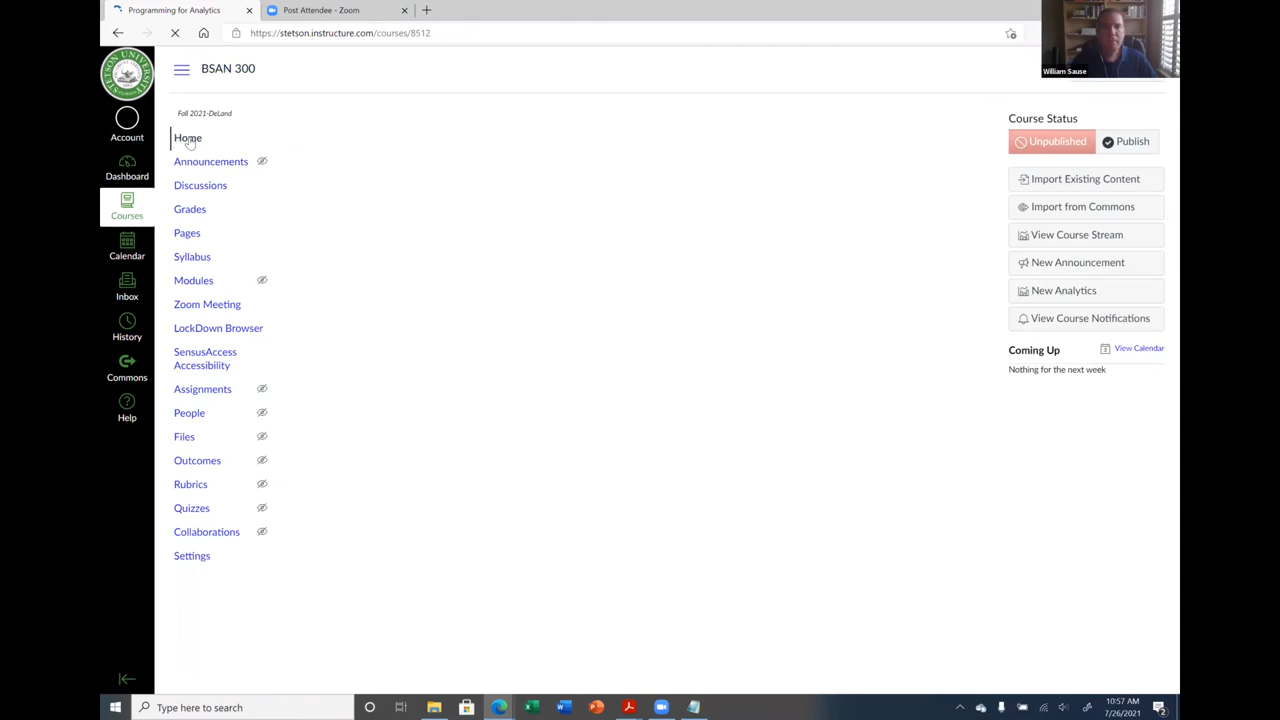 Programming for Analytics
Post Attendee - Zoom
https://stetson.instructure.com/courses/8512
William Sause
BSAN 300
Account
Dashboard
Courses
Calendar
Inbox
History
Commons
Help
Fall 2021-DeLand
Home
Announcements
Discussions
Grades
Pages
Syllabus
Modules
Zoom Meeting
LockDown Browser
SensusAccess
Accessibility
Assignments
People
Files
Outcomes
Rubrics
Quizzes
Collaborations
Settings
Course Status
Unpublished Publish
Import Existing Content
Import from Commons
View Course Stream
New Announcement
New Analytics
View Course Notifications
Coming Up View Calendar
Nothing for the next week
Type here to search
10:57 AM
7/26/2021
2